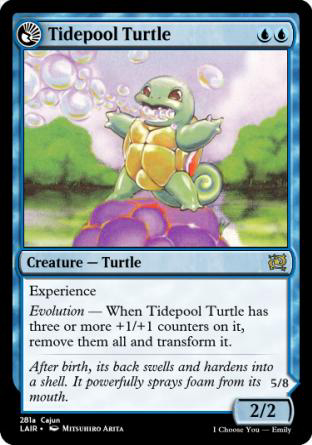 Tidepool Turtle
Creature — Turtle
Experience
Evolution — When Tidepool Turtle has
three or more +1/+1 counters on it,
remove them all and transform it.
After birth, its back swells and hardens into
a shell. It powerfully sprays foam from its
mouth.
5/8
2/2
281a Cajun
LAIR • Mitsuhiro Arita
I Choose You — Emily